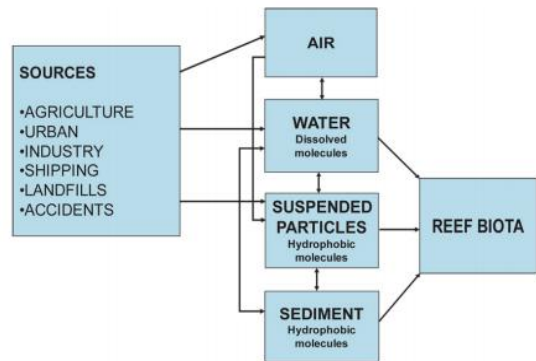 SOURCES
•AGRICULTURE
•URBAN
•INDUSTRY
•SHIPPING
•LANDFILLS
•ACCIDENTS
AIR
WATER
Dissolved
molecules
SUSPENDED
PARTICLES
Hydrophobic
molecules
SEDIMENT
Hydrophobic
molecules
REEF BIOTA